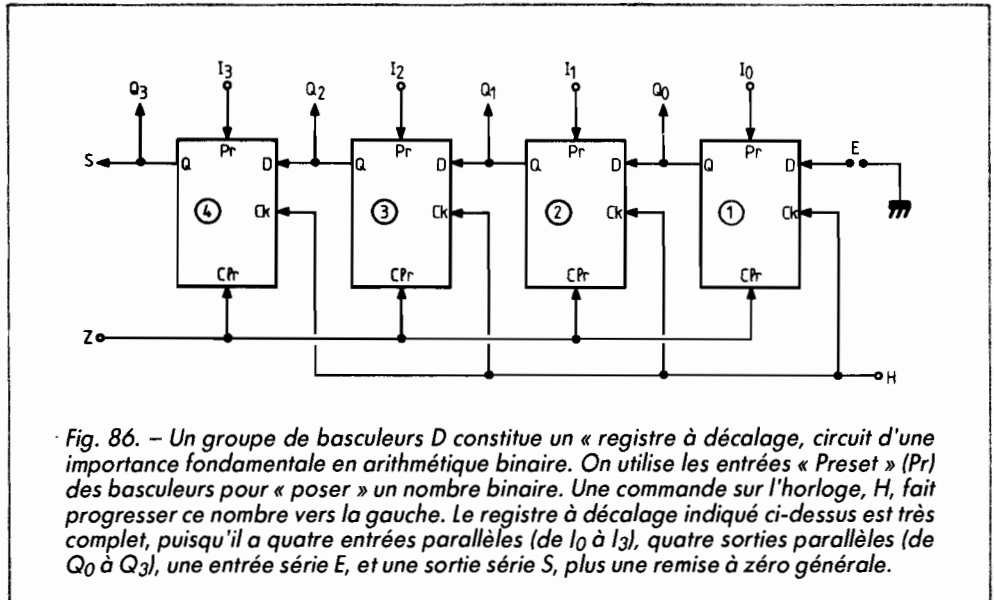 I3 I2 I1 I0
Q3 Q2 Q1 Q0
Pr Pr Pr Pr
S Q D Q D Q D Q D E
4 Ck 3 Ck 2 Ck 1 Ck
CPr CPr CPr CPr
Z
H
Fig. 86. – Un groupe de basculeurs D constitue un « registre à décalage, circuit d'une
importance fondamentale en arithmétique binaire. On utilise les entrées « Preset » (Pr)
des basculeurs pour « poser » un nombre binaire. Une commande sur l'horloge, H, fait
progresser ce nombre vers la gauche. Le registre à décalage indiqué ci-dessus est très
complet, puisqu'il a quatre entrées parallèles (de I0 à I3), quatre sorties parallèles (de
Q0 à Q3), une entrée série E, et une sortie série S, plus une remise à zéro générale.